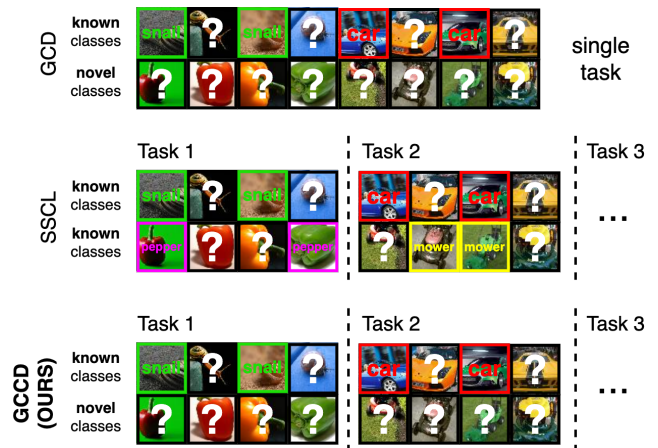 GCD
known
classes
snail ? snail ? car ? car ?
novel
classes
? ? ? ? ? ? ? ?
single
task
SSCL
Task 1
Task 2
Task 3
known
classes
snail ? snail ? car ? car ?
known
classes
pepper ? ? ? ? mower mower ?
...
GCCD
(OURS)
Task 1
Task 2
Task 3
known
classes
snail ? snail ? car ? car ?
novel
classes
? ? ? ? ? ? ? ?
...